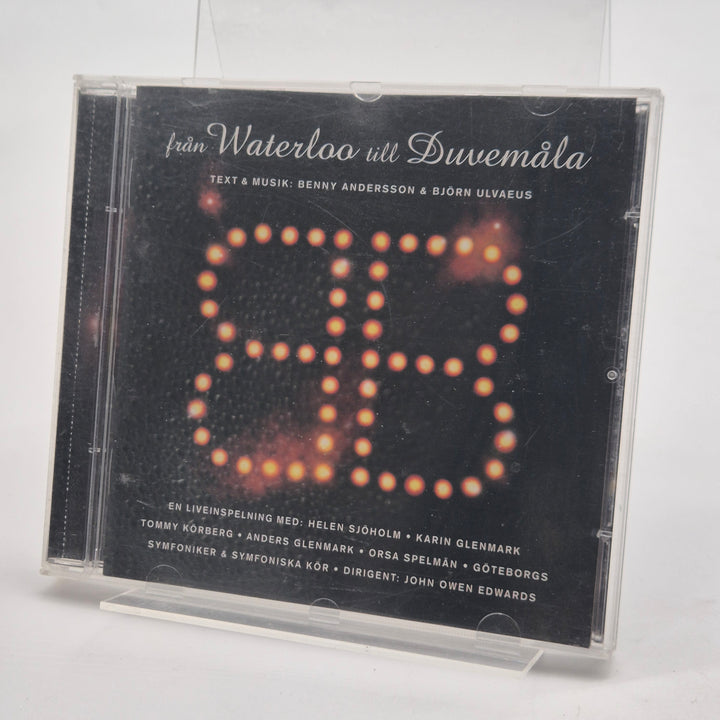 från Waterloo till Duvemåla
TEXT & MUSIK: BENNY ANDERSSON & BJÖRN ULVAEUS
BB
EN LIVEINSPELNING MED: HELEN SJÖHOLM • KARIN GLENMARK
TOMMY KÖRBERG • ANDERS GLENMARK • ORSA SPELMÄN • GÖTEBORGS
SYMFONIKER & SYMFONISKA KÖR • DIRIGENT: JOHN OWEN EDWARDS